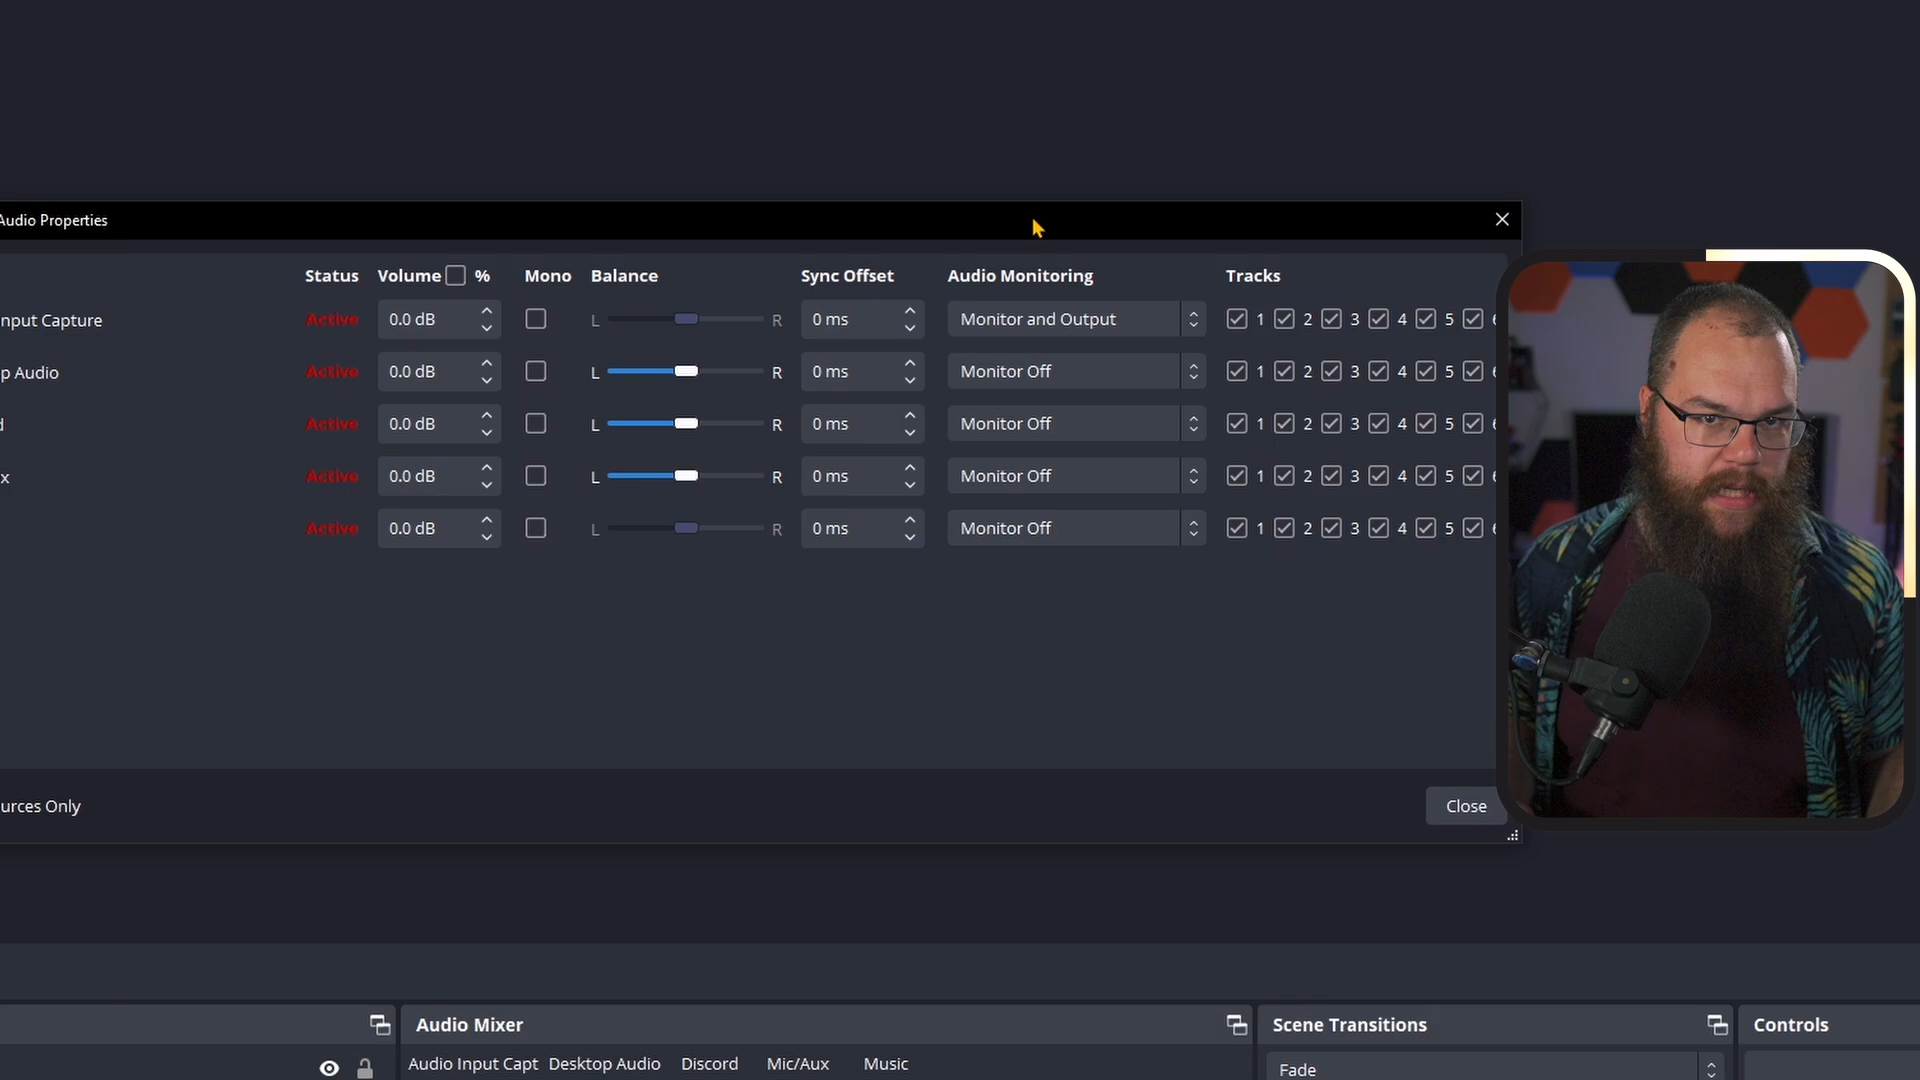 Audio Properties
Status Volume % Mono Balance Sync Offset Audio Monitoring Tracks
nput Capture Active 0.0 dB L R 0 ms Monitor and Output 1 2 3 4 5
p Audio Active 0.0 dB L R 0 ms Monitor Off 1 2 3 4 5
d Active 0.0 dB L R 0 ms Monitor Off 1 2 3 4 5
x Active 0.0 dB L R 0 ms Monitor Off 1 2 3 4 5
Active 0.0 dB L R 0 ms Monitor Off 1 2 3 4 5
urces Only Close
Audio Mixer Scene Transitions Controls
Audio Input Capt Desktop Audio Discord Mic/Aux Music Fade